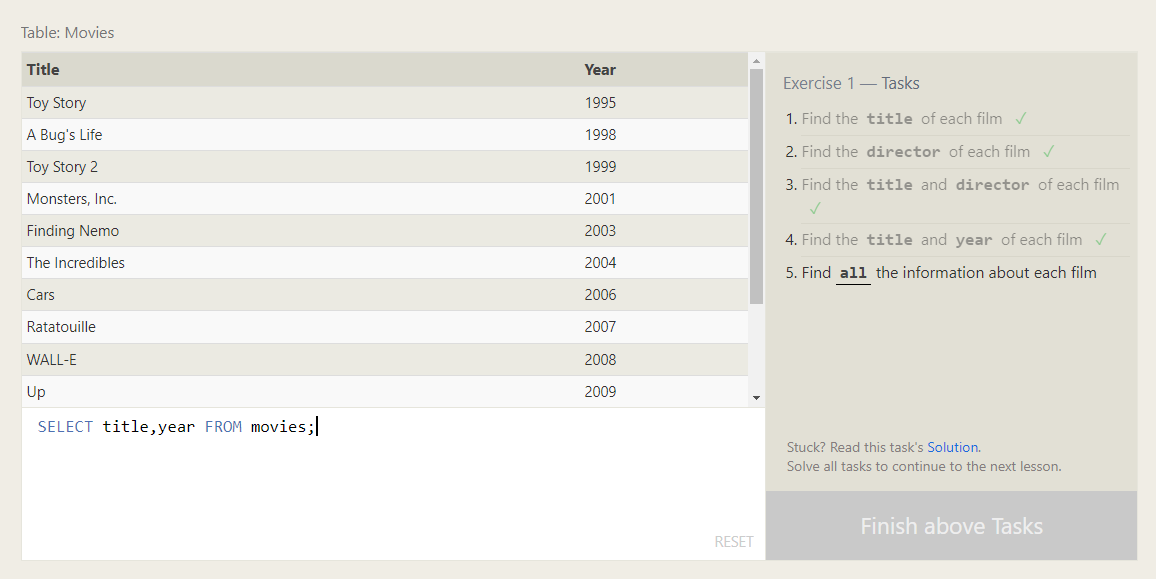 Table: Movies
Title Year
Toy Story 1995
A Bug's Life 1998
Toy Story 2 1999
Monsters, Inc. 2001
Finding Nemo 2003
The Incredibles 2004
Cars 2006
Ratatouille 2007
WALL-E 2008
Up 2009
SELECT title,year FROM movies;
RESET
Exercise 1 — Tasks
1. Find the title of each film ✓
2. Find the director of each film ✓
3. Find the title and director of each film
✓
4. Find the title and year of each film ✓
5. Find all the information about each film
Stuck? Read this task's Solution.
Solve all tasks to continue to the next lesson.
Finish above Tasks